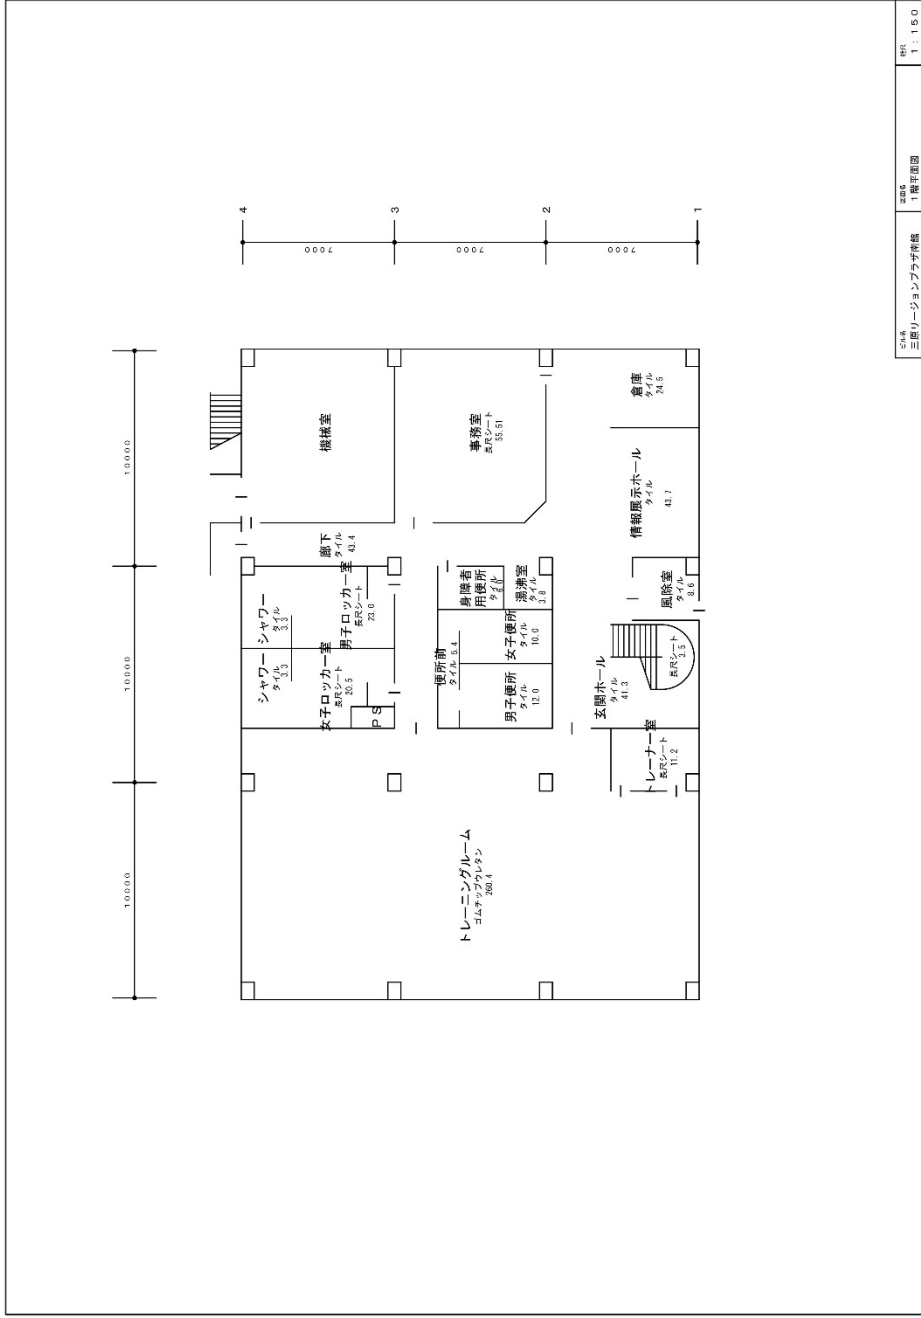 10000
10000
10000
トレーニングルーム
ゴムチップウレタン
260.4
女子ロッカー室
長尺シート
20.5
シャワー
タイル
3.3
シャワー
タイル
3.3
男子ロッカー室
長尺シート
23.0
PS
廊下
タイル
43.4
機械室
便所前
タイル 5.4
男子便所
タイル
12.0
女子便所
タイル
10.0
身障者
用便所
タイル
湯沸室
タイル
3.8
事務室
長尺シート
55.51
トレーナー室
長尺シート
11.2
玄関ホール
タイル
41.3
長尺シート
3.5
風除室
タイル
8.6
情報展示ホール
タイル
43.7
倉庫
タイル
24.5
4
7000
3
7000
2
7000
1
ビル名
三原リージョンプラザ南館
図面名
1階平面図
縮尺
1:150